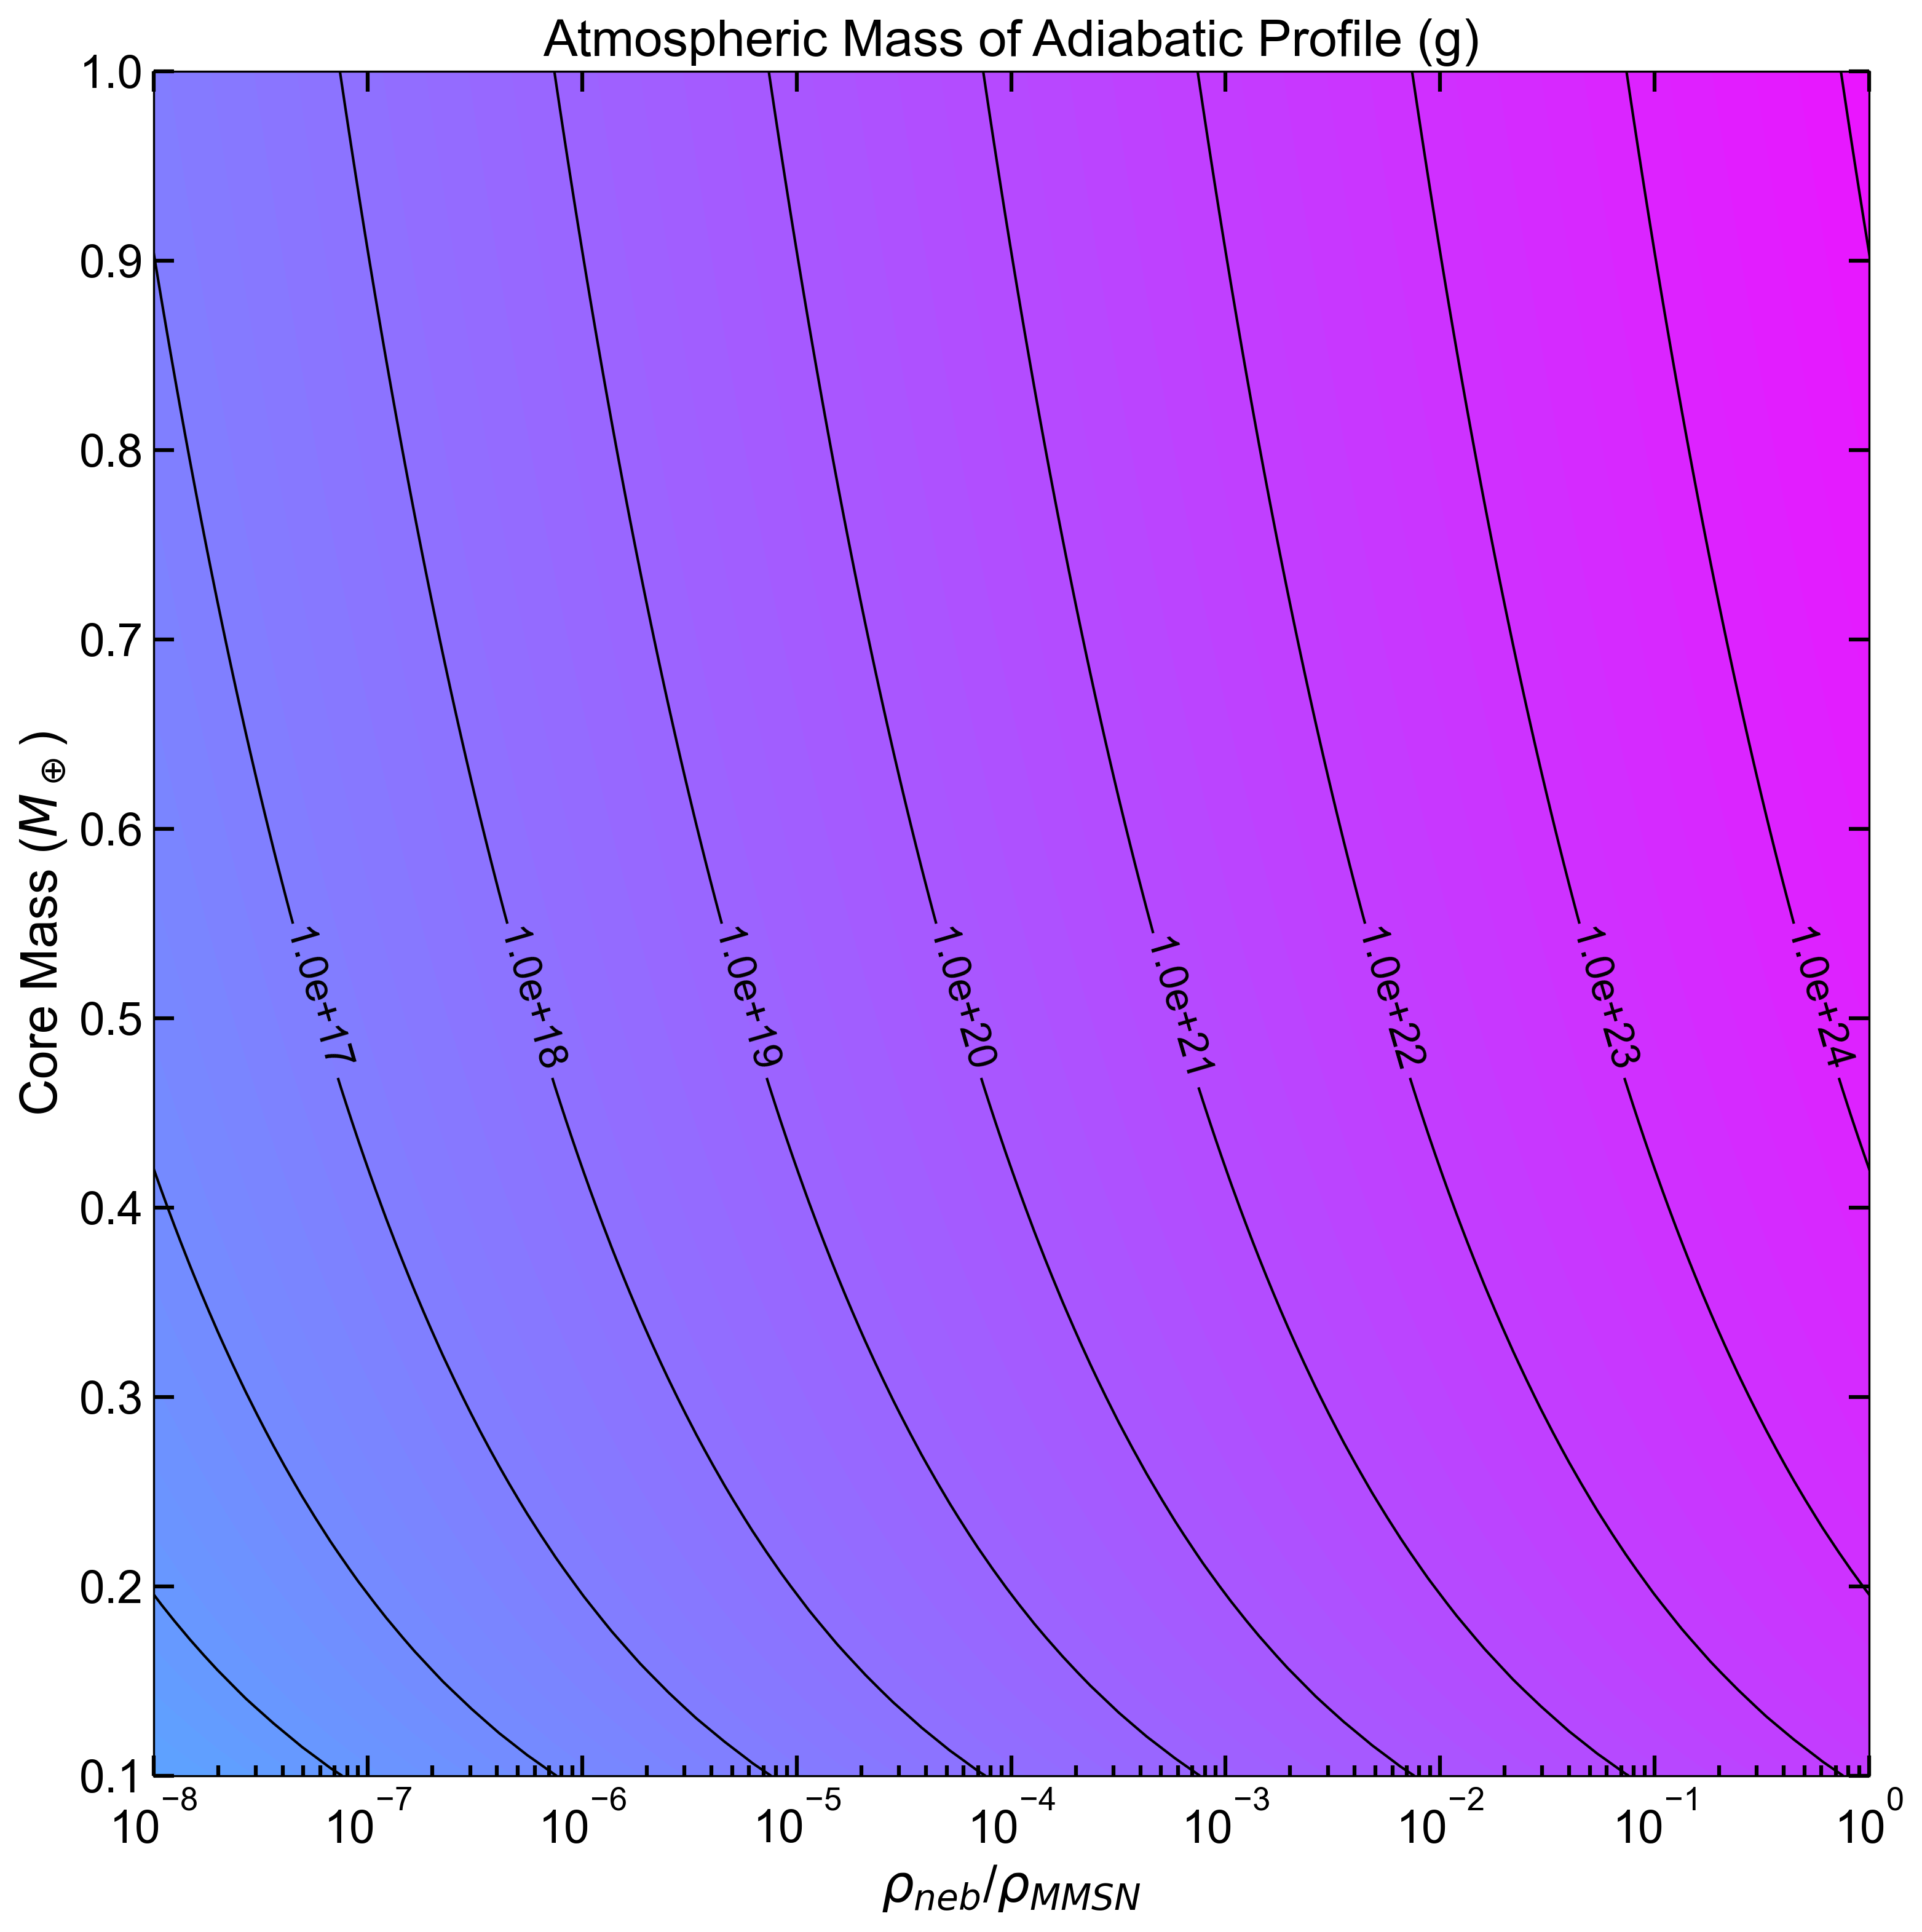 Atmospheric Mass of Adiabatic Profile (g)
1.0
0.9
0.8
0.7
0.6
0.5
0.4
0.3
0.2
0.1
Core Mass (M⊕)
1.0e+17
1.0e+18
1.0e+19
1.0e+20
1.0e+21
1.0e+22
1.0e+23
1.0e+24
10⁻⁸ 10⁻⁷ 10⁻⁶ 10⁻⁵ 10⁻⁴ 10⁻³ 10⁻² 10⁻¹ 10⁰
ρneb/ρMMSN